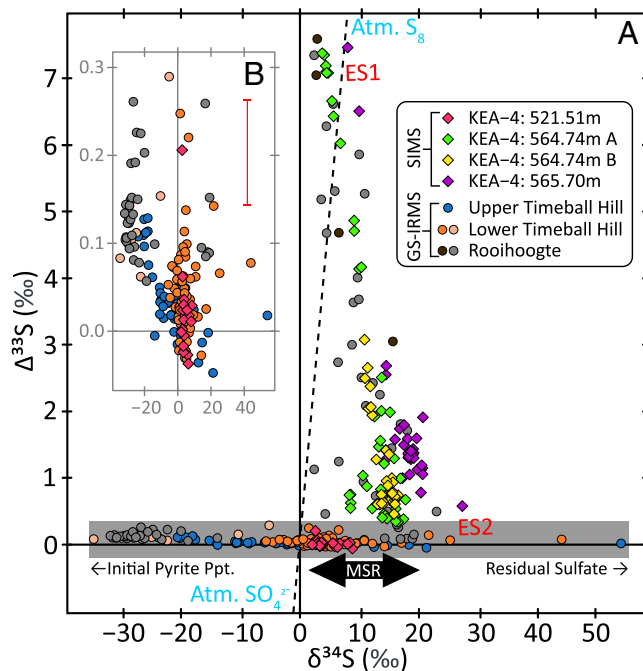 A
Atm. S8
ES1
B
0.3
0.2
0.1
0.0
−20
0
20
40
SIMS
KEA-4: 521.51m
KEA-4: 564.74m A
KEA-4: 564.74m B
KEA-4: 565.70m
GS-IRMS
Upper Timeball Hill
Lower Timeball Hill
Rooihoogte
7
6
5
4
3
2
1
0
Δ³³S (‰)
ES2
←Initial Pyrite Ppt.
MSR
Residual Sulfate →
Atm. SO₄²⁻
−30
−20
−10
0
10
20
30
40
50
δ³⁴S (‰)